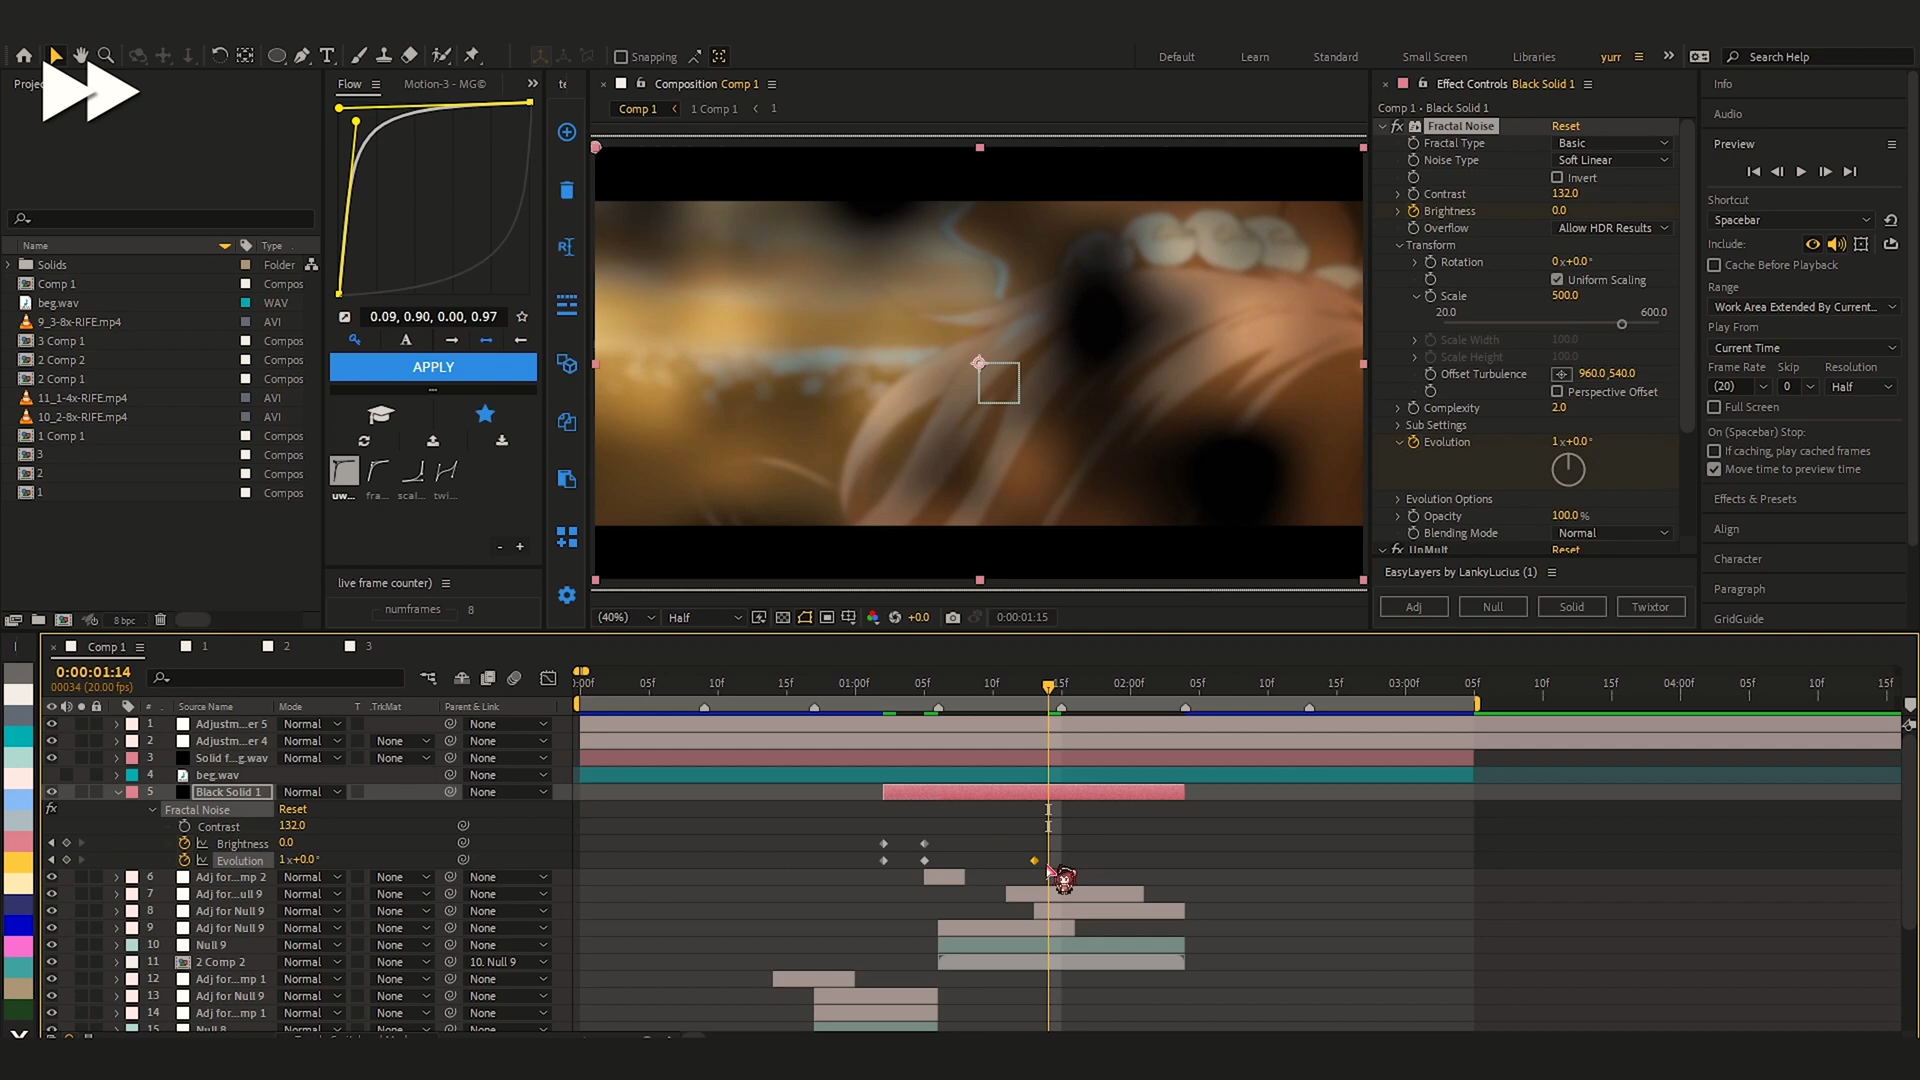 Snapping
Default
Learn
Standard
Small Screen
Libraries
yurr
Search Help
Flow
Motion-3 - MG©
Composition Comp 1
Effect Controls Black Solid 1
Info
Comp 1
1 Comp 1
1
Comp 1 • Black Solid 1
Audio
Fractal Noise
Reset
Fractal Type
Basic
Preview
Noise Type
Soft Linear
Invert
Contrast
132.0
Shortcut
Brightness
0.0
Spacebar
Overflow
Allow HDR Results
Transform
Include:
Rotation
0 x+0.0°
Cache Before Playback
Uniform Scaling
Range
Scale
500.0
Work Area Extended By Current...
20.0
600.0
Play From
Scale Width
100.0
Current Time
Scale Height
100.0
Frame Rate
Skip
Resolution
Offset Turbulence
960.0,540.0
(20)
0
Half
Perspective Offset
Full Screen
Complexity
2.0
Sub Settings
On (Spacebar) Stop:
Evolution
1 x+0.0°
If caching, play cached frames
Move time to preview time
Evolution Options
Effects & Presets
Opacity
100.0 %
Blending Mode
Normal
Align
UnMult
Reset
Character
EasyLayers by LankyLucius (1)
Paragraph
Adj
Null
Solid
Twixtor
GridGuide
Name
Type
Solids
Folder
Comp 1
Compos
beg.wav
WAV
9_3-8x-RIFE.mp4
AVI
3 Comp 1
Compos
2 Comp 2
Compos
2 Comp 1
Compos
11_1-4x-RIFE.mp4
AVI
10_2-8x-RIFE.mp4
AVI
1 Comp 1
Compos
3
Compos
2
Compos
1
Compos
8 bpc
0.09, 0.90, 0.00, 0.97
A
APPLY
uw...
fra...
scal...
twi...
- +
live frame counter)
numframes
8
(40%)
Half
+0.0
0:00:01:15
Comp 1
1
2
3
0:00:01:14
00034 (20.00 fps)
:00f
05f
10f
15f
01:00f
05f
10f
15f
02:00f
05f
10f
15f
03:00f
05f
10f
15f
04:00f
05f
10f
15f
#
Source Name
Mode
T
.TrkMat
Parent & Link
1
Adjustm...er 5
Normal
None
2
Adjustm...er 4
Normal
None
None
3
Solid f...g.wav
Normal
None
None
4
beg.wav
None
5
Black Solid 1
Normal
None
None
fx
Fractal Noise
Reset
Contrast
132.0
Brightness
0.0
Evolution
1 x+0.0°
6
Adj for...mp 2
Normal
None
None
7
Adj for...ull 9
Normal
None
None
8
Adj for Null 9
Normal
None
None
9
Adj for Null 9
Normal
None
None
10
Null 9
Normal
None
None
11
2 Comp 2
Normal
None
10. Null 9
12
Adj for...mp 1
Normal
None
None
13
Adj for Null 9
Normal
None
None
14
Adj for...mp 1
Normal
None
None
15
Null 8
Normal
None
None